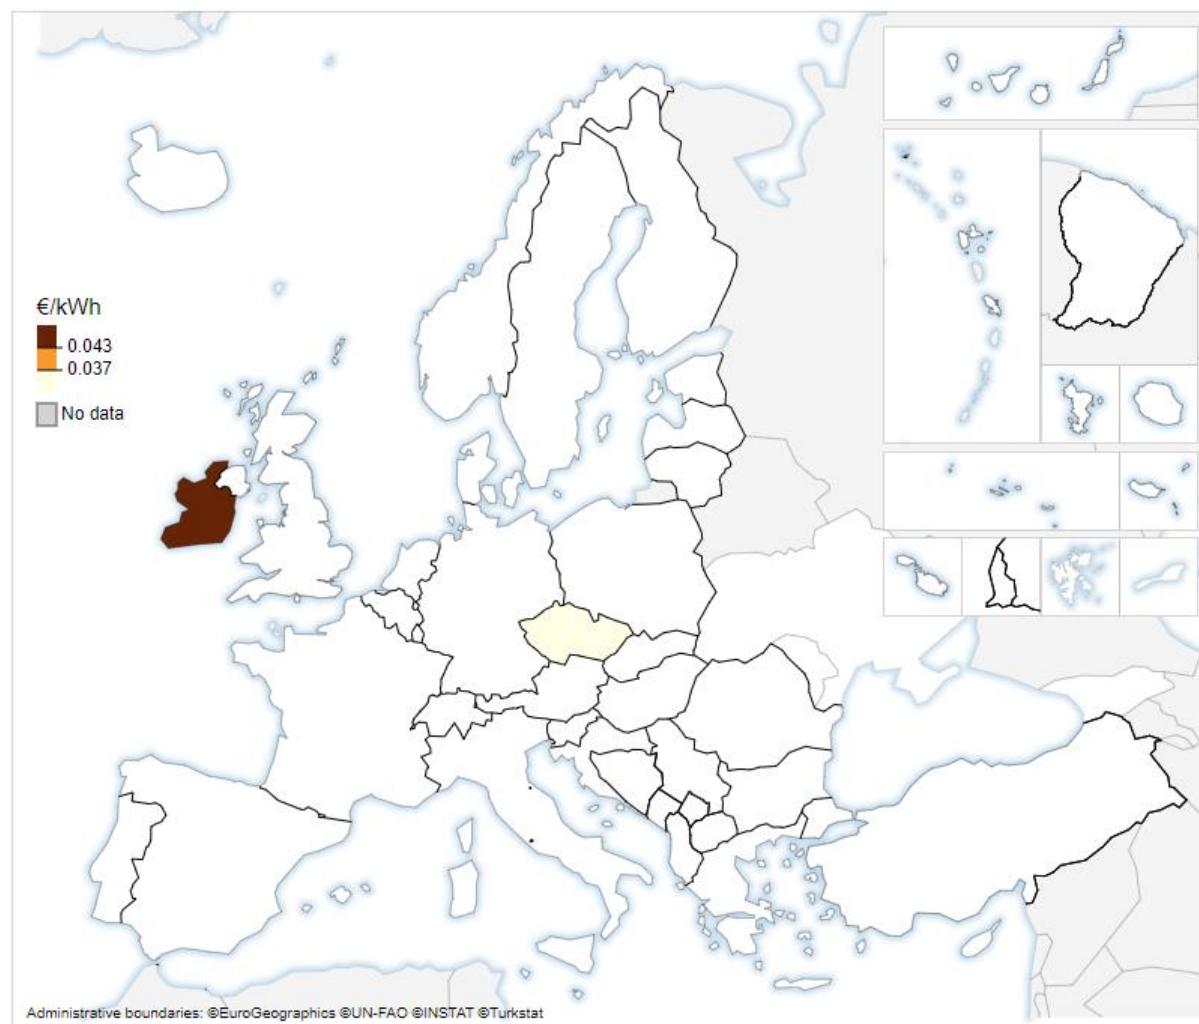 €/kWh
0.043
0.037
No data
Administrative boundaries: ©EuroGeographics ©UN-FAO ©INSTAT ©Turkstat